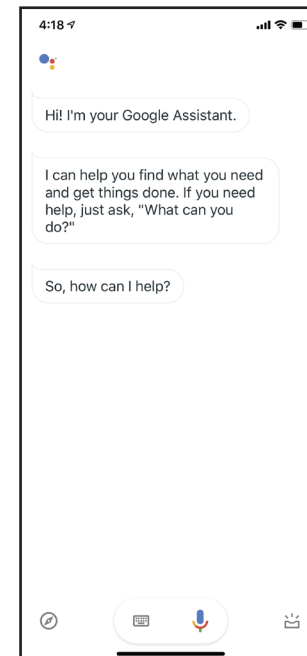 4:18
Hi! I'm your Google Assistant.
I can help you find what you need
and get things done. If you need
help, just ask, "What can you
do?"
So, how can I help?